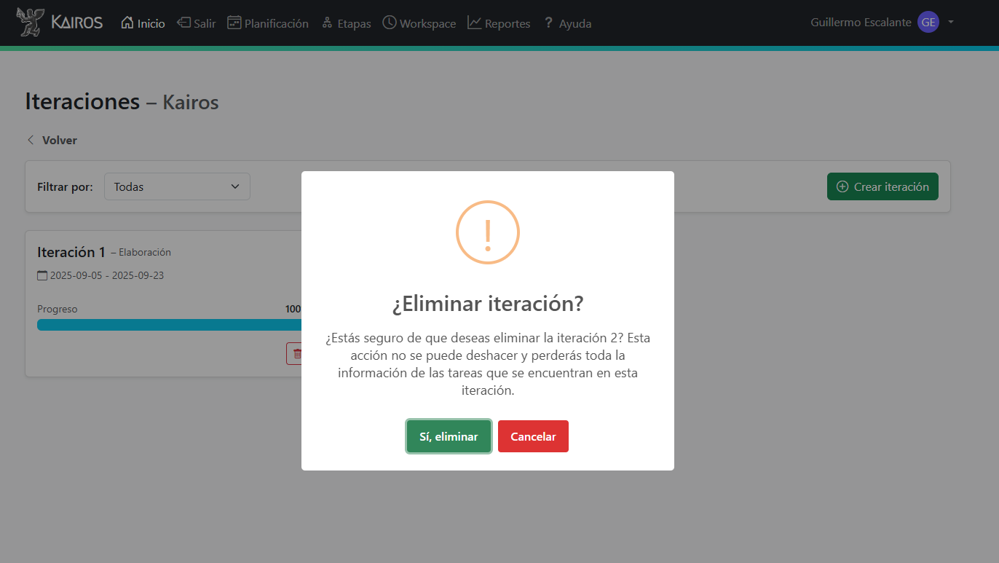 KAIROS Inicio Salir Planificación Etapas Workspace Reportes ? Ayuda Guillermo Escalante GE
Iteraciones – Kairos
Volver
Filtrar por: Todas Crear iteración
Iteración 1 – Elaboración
2025-09-05 - 2025-09-23
Progreso 100
!
¿Eliminar iteración?
¿Estás seguro de que deseas eliminar la iteración 2? Esta
acción no se puede deshacer y perderás toda la
información de las tareas que se encuentran en esta
iteración.
Sí, eliminar Cancelar